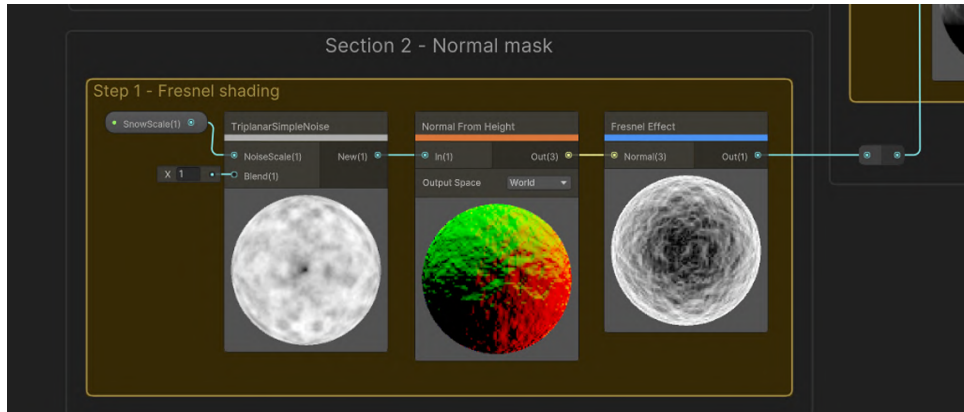 Section 2 - Normal mask
Step 1 - Fresnel shading
SnowScale(1)
TriplanarSimpleNoise
NoiseScale(1) New(1)
X 1
Blend(1)
Normal From Height
In(1) Out(3)
Output Space World
Fresnel Effect
Normal(3) Out(1)